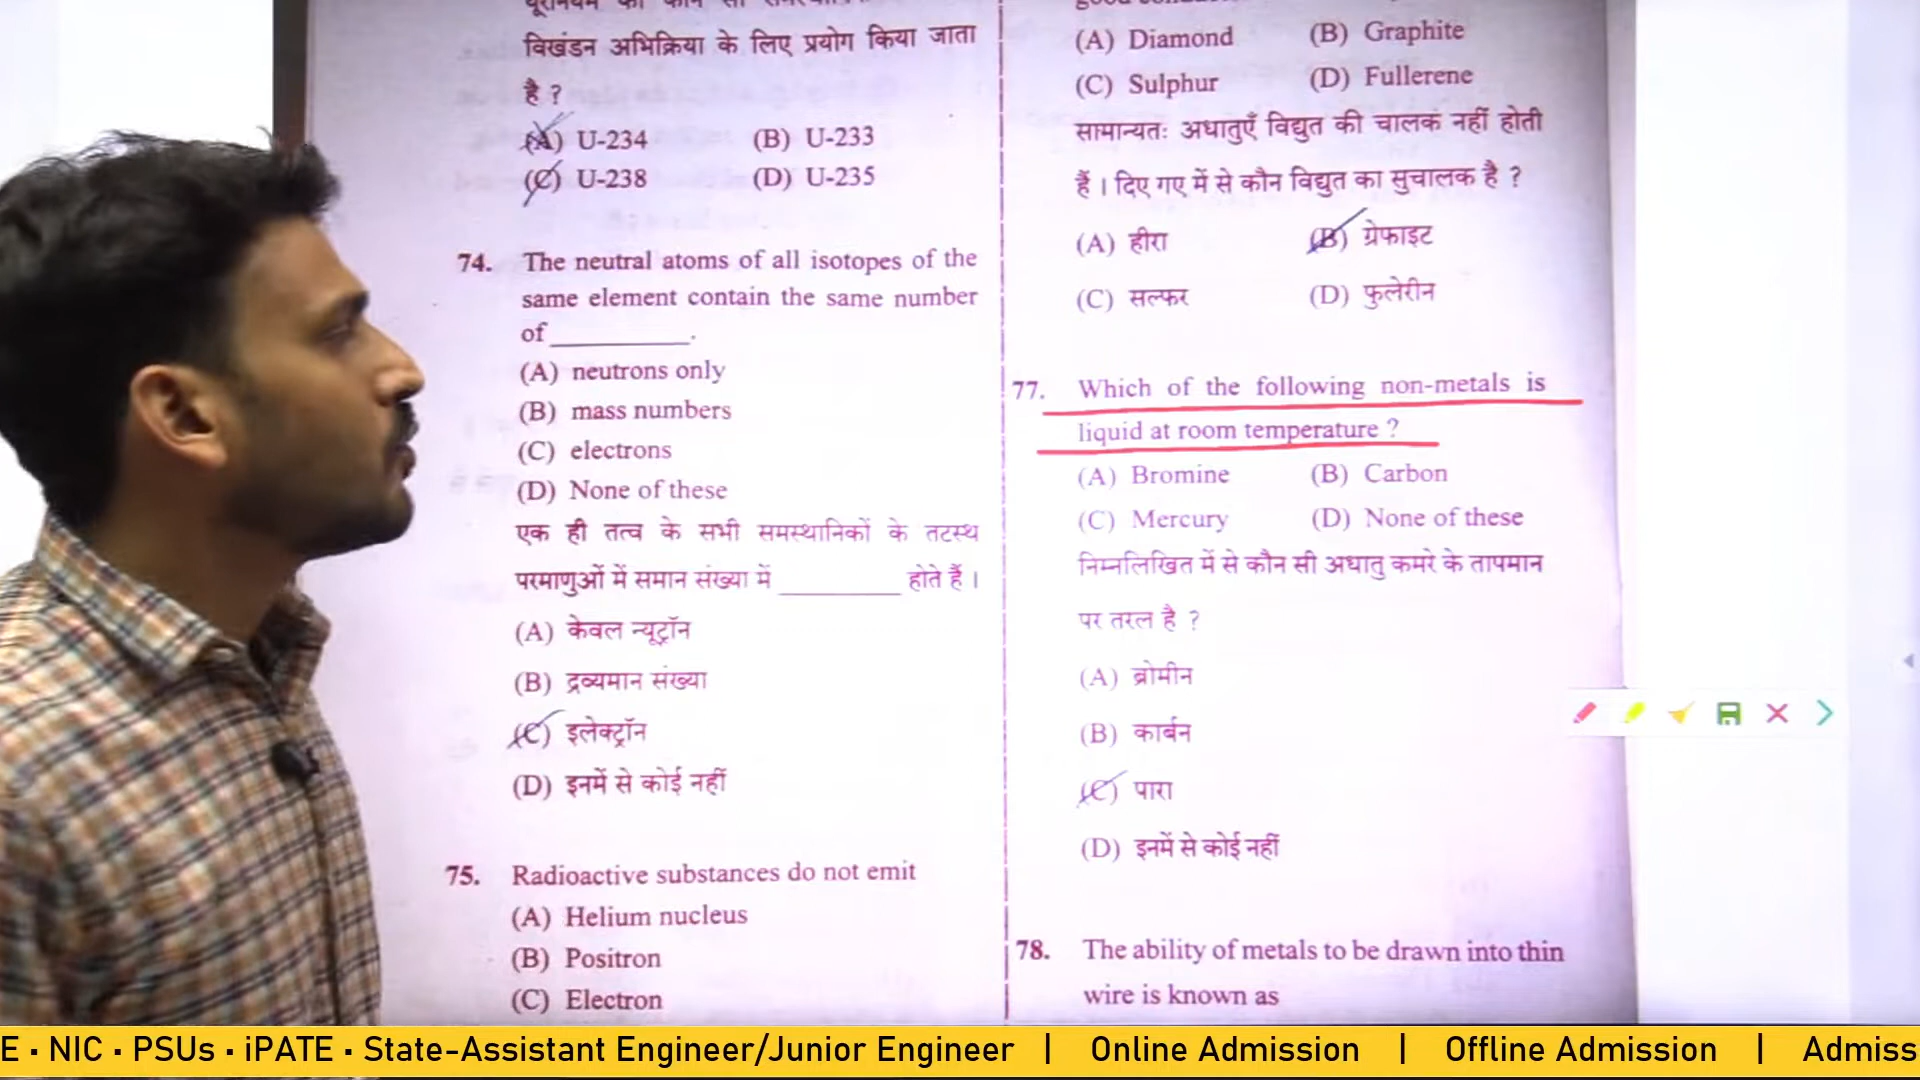 विखंडन अभिक्रिया के लिए प्रयोग किया जाता
है ?
(A) U-234 (B) U-233
(C) U-238 (D) U-235
74. The neutral atoms of all isotopes of the
same element contain the same number
of __________.
(A) neutrons only
(B) mass numbers
(C) electrons
(D) None of these
एक ही तत्व के सभी समस्थानिकों के तटस्थ
परमाणुओं में समान संख्या में __________ होते हैं ।
(A) केवल न्यूट्रॉन
(B) द्रव्यमान संख्या
(C) इलेक्ट्रॉन
(D) इनमें से कोई नहीं
75. Radioactive substances do not emit
(A) Helium nucleus
(B) Positron
(C) Electron
(A) Diamond (B) Graphite
(C) Sulphur (D) Fullerene
सामान्यतः अधातुएँ विद्युत की चालक नहीं होती
हैं । दिए गए में से कौन विद्युत का सुचालक है ?
(A) हीरा (B) ग्रेफाइट
(C) सल्फर (D) फुलेरीन
77. Which of the following non-metals is
liquid at room temperature ?
(A) Bromine (B) Carbon
(C) Mercury (D) None of these
निम्नलिखित में से कौन सी अधातु कमरे के तापमान
पर तरल है ?
(A) ब्रोमीन
(B) कार्बन
(C) पारा
(D) इनमें से कोई नहीं
78. The ability of metals to be drawn into thin
wire is known as
E • NIC • PSUs • iPATE • State-Assistant Engineer/Junior Engineer | Online Admission | Offline Admission | Admiss